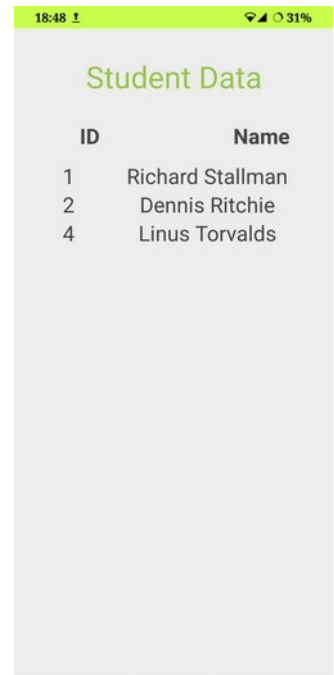 18:48 31%
Student Data
ID Name
1 Richard Stallman
2 Dennis Ritchie
4 Linus Torvalds